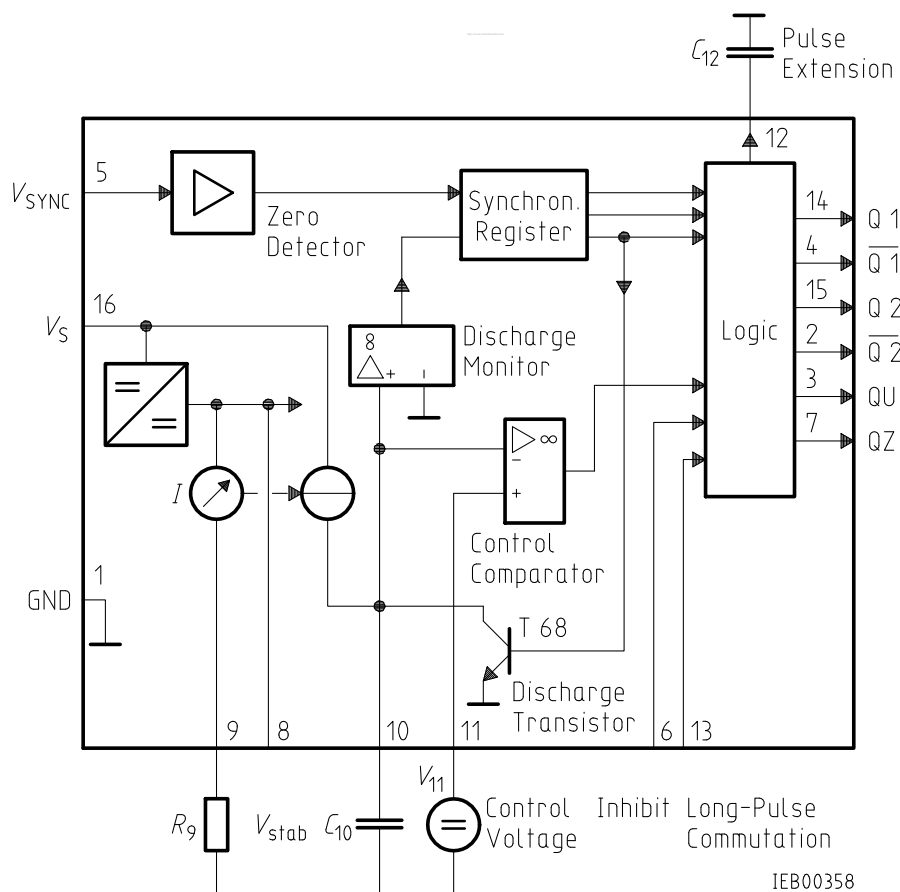 C12
Pulse
Extension
12
5
VSYNC
Zero
Detector
Synchron.
Register
14
Q 1
4
Q 1
15
Q 2
2
Q 2
3
QU
7
QZ
Logic
16
VS
8
+
-
Discharge
Monitor
=
=
∞
-
+
I
Control
Comparator
1
GND
T 68
Discharge
Transistor
9
8
10
11
6
13
V11
R9
Vstab
C10
=
Control
Voltage
Inhibit
Long-Pulse
Commutation
IEB00358